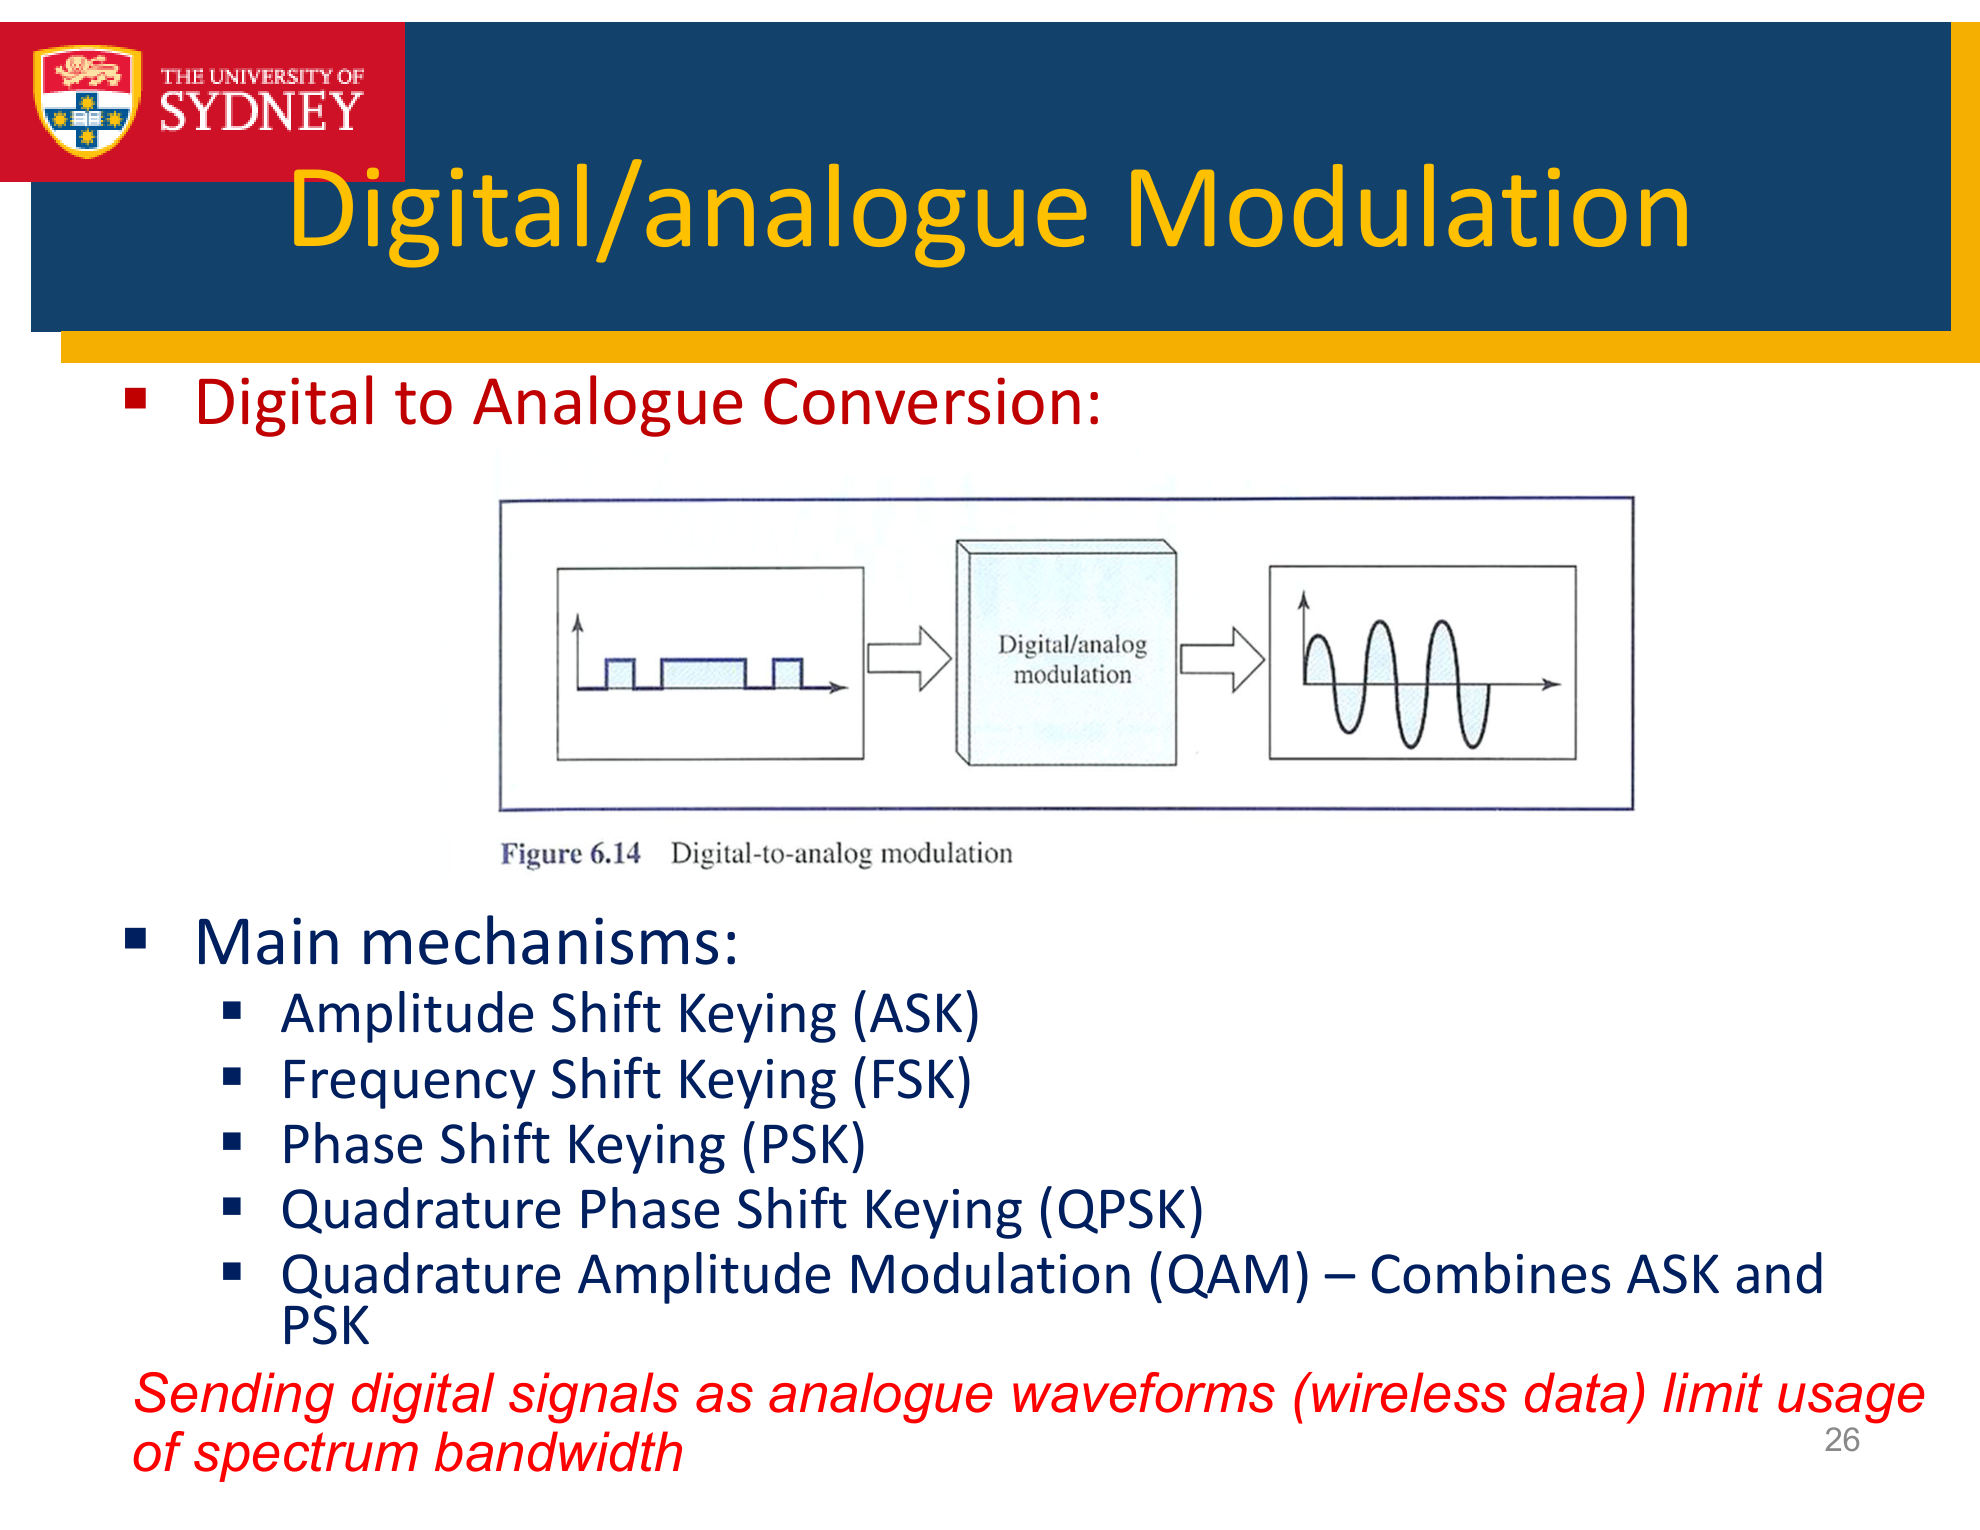 THE UNIVERSITY OF
SYDNEY
Digital/analogue Modulation
Digital to Analogue Conversion:
Digital/analog
modulation
Figure 6.14 Digital-to-analog modulation
Main mechanisms:
Amplitude Shift Keying (ASK)
Frequency Shift Keying (FSK)
Phase Shift Keying (PSK)
Quadrature Phase Shift Keying (QPSK)
Quadrature Amplitude Modulation (QAM) – Combines ASK and
PSK
Sending digital signals as analogue waveforms (wireless data) limit usage
of spectrum bandwidth
26